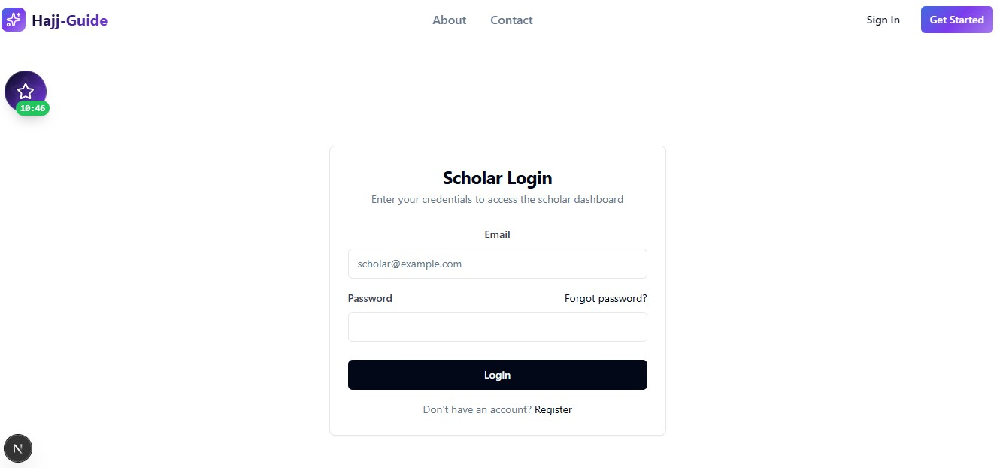 Hajj-Guide
About
Contact
Sign In
Get Started
10:46
Scholar Login
Enter your credentials to access the scholar dashboard
Email
scholar@example.com
Password
Forgot password?
Login
Don't have an account? Register
N